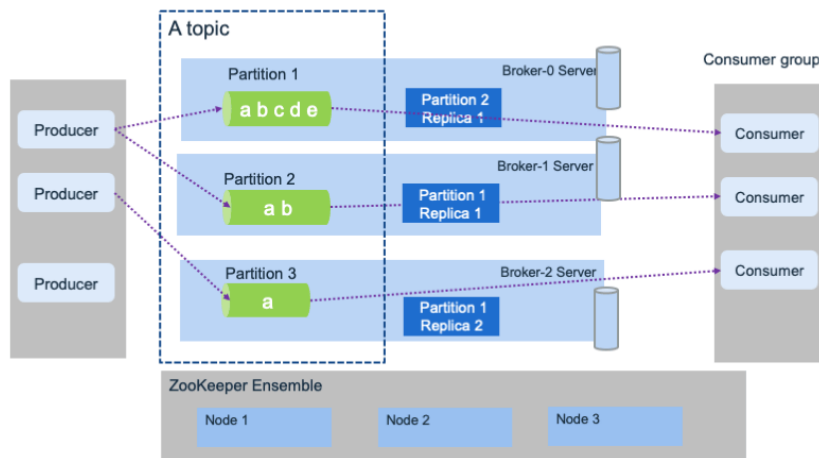 A topic
Partition 1
Broker-0 Server
Consumer group
a b c d e
Partition 2
Replica 1
Producer
Consumer
Partition 2
Broker-1 Server
Producer
a b
Partition 1
Replica 1
Consumer
Partition 3
Broker-2 Server
Producer
a
Partition 1
Replica 2
Consumer
ZooKeeper Ensemble
Node 1
Node 2
Node 3